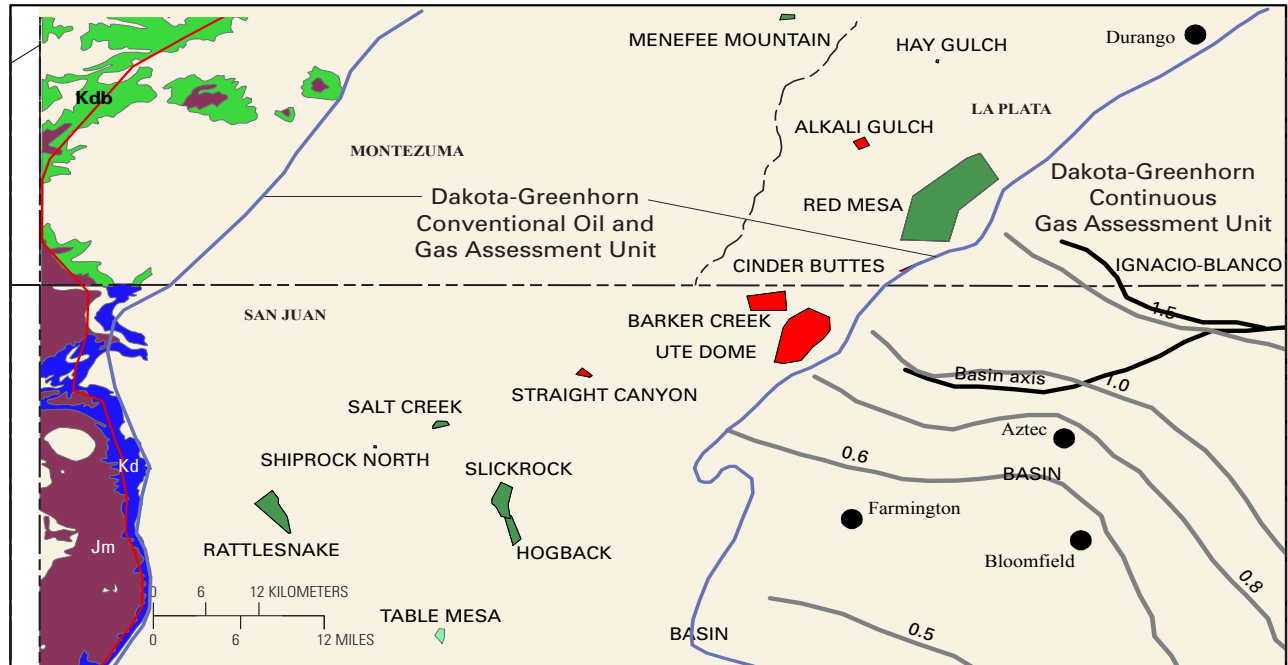 MENEFEE MOUNTAIN
HAY GULCH
Durango
Kdb
ALKALI GULCH
LA PLATA
MONTEZUMA
Dakota-Greenhorn
Conventional Oil and
Gas Assessment Unit
RED MESA
Dakota-Greenhorn
Continuous
Gas Assessment Unit
CINDER BUTTES
IGNACIO-BLANCO
SAN JUAN
BARKER CREEK
1.5
UTE DOME
Basin axis
1.0
STRAIGHT CANYON
SALT CREEK
Aztec
SHIPROCK NORTH
0.6
Kd
SLICKROCK
BASIN
Farmington
Jm
RATTLESNAKE
HOGBACK
Bloomfield
0.8
0 6 12 KILOMETERS
0 6 12 MILES
TABLE MESA
BASIN
0.5